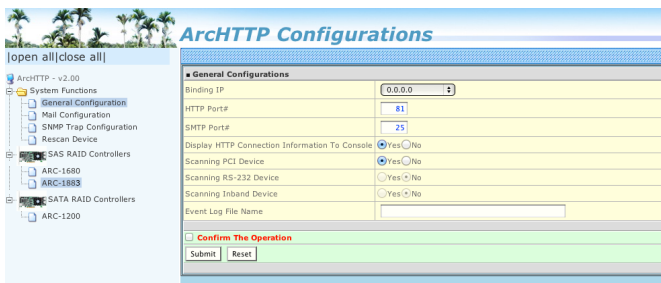 ArcHTTP Configurations
|open all|close all|
ArcHTTP - v2.00
System Functions
General Configuration
Mail Configuration
SNMP Trap Configuration
Rescan Device
SAS RAID Controllers
ARC-1680
ARC-1883
SATA RAID Controllers
ARC-1200
General Configurations
Binding IP 0.0.0.0
HTTP Port# 81
SMTP Port# 25
Display HTTP Connection Information To Console Yes No
Scanning PCI Device Yes No
Scanning RS-232 Device Yes No
Scanning Inband Device Yes No
Event Log File Name
Confirm The Operation
Submit Reset